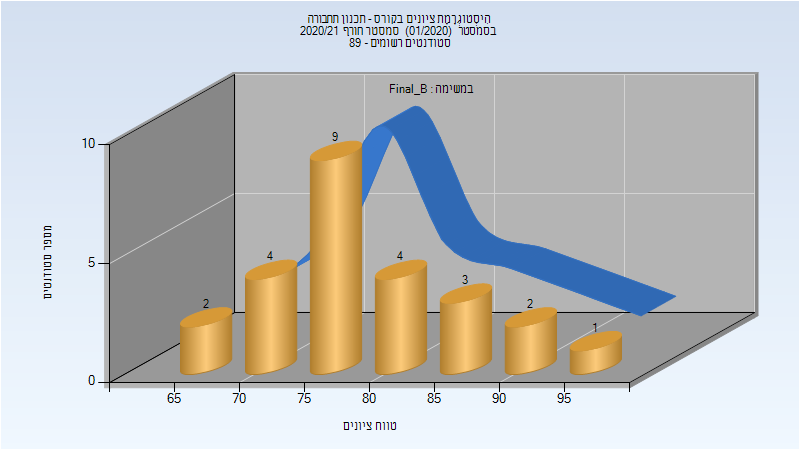 היסטוגרמת ציונים בקורס - תכנון תחבורה
בסמסטר (01/2020) סמסטר חורף 2020/21
סטודנטים רשומים - 89
במשימה : Final_B
מספר סטודנטים
10
5
0
2
4
9
4
3
2
1
65
70
75
80
85
90
95
טווח ציונים